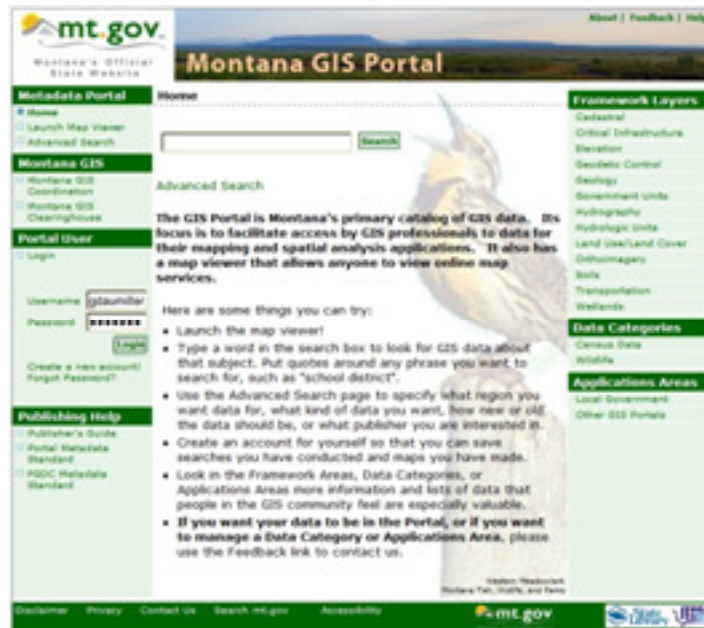 mt.gov
Montana's Official
State Website
Montana GIS Portal
About | Feedback | Help
Metadata Portal
Home
Launch Map Viewer
Advanced Search
Montana GIS
Montana GIS
Coordination
Montana GIS
Clearinghouse
Portal User
Login
Username gdaumiller
Password
Login
Create a new account!
Forgot Password?
Publishing Help
Publisher's Guide
Portal Metadata
Standard
FGDC Metadata
Standard
Home
Search
Advanced Search
The GIS Portal is Montana's primary catalog of GIS data. Its
focus is to facilitate access by GIS professionals to data for
their mapping and spatial analysis applications. It also has
a map viewer that allows anyone to view online map
services.
Here are some things you can try:
Launch the map viewer!
Type a word in the search box to look for GIS data about
that subject. Put quotes around any phrase you want to
search for, such as "school district".
Use the Advanced Search page to specify what region you
want data for, what kind of data you want, how new or old
the data should be, or what publisher you are interested in.
Create an account for yourself so that you can save
searches you have conducted and maps you have made.
Look in the Framework Areas, Data Categories, or
Applications Areas more information and lists of data that
people in the GIS community feel are especially valuable.
If you want your data to be in the Portal, or if you want
to manage a Data Category or Applications Area, please
use the Feedback link to contact us.
Western Meadowlark
Montana Fish, Wildlife, and Parks
Framework Layers
Cadastral
Critical Infrastructure
Elevation
Geodetic Control
Geology
Government Units
Hydrography
Hydrologic Units
Land Use/Land Cover
Orthoimagery
Soils
Transportation
Wetlands
Data Categories
Census Data
Wildlife
Applications Areas
Local Government
Other GIS Portals
Disclaimer Privacy Contact Us Search mt.gov Accessibility
mt.gov
State
Library